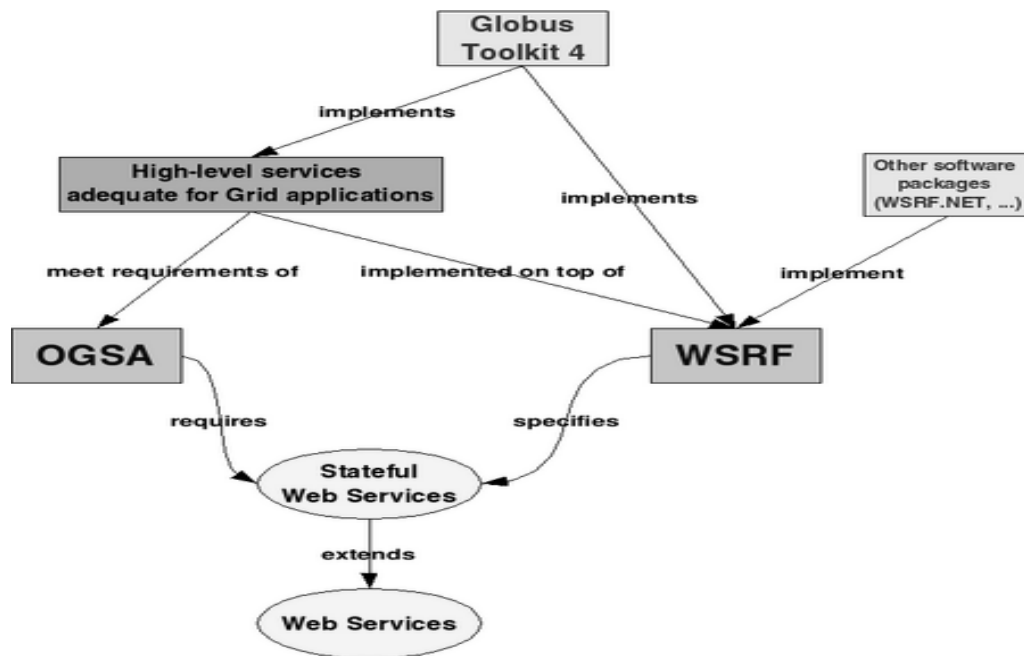 Globus
Toolkit 4
implements
High-level services
adequate for Grid applications
implements
Other software
packages
(WSRF.NET, ...)
meet requirements of
implemented on top of
implement
OGSA
WSRF
requires
specifies
Stateful
Web Services
extends
Web Services